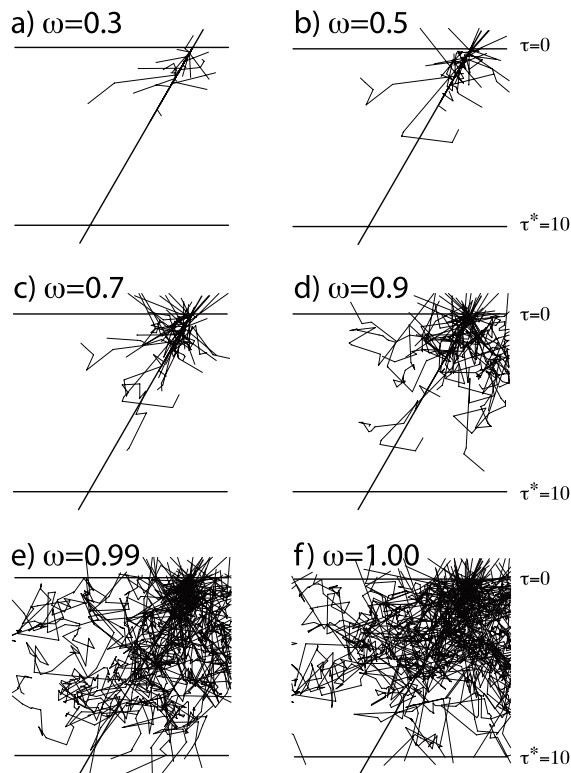 a) ω=0.3
b) ω=0.5
τ=0
τ*=10
c) ω=0.7
d) ω=0.9
τ=0
τ*=10
e) ω=0.99
f) ω=1.00
τ=0
τ*=10